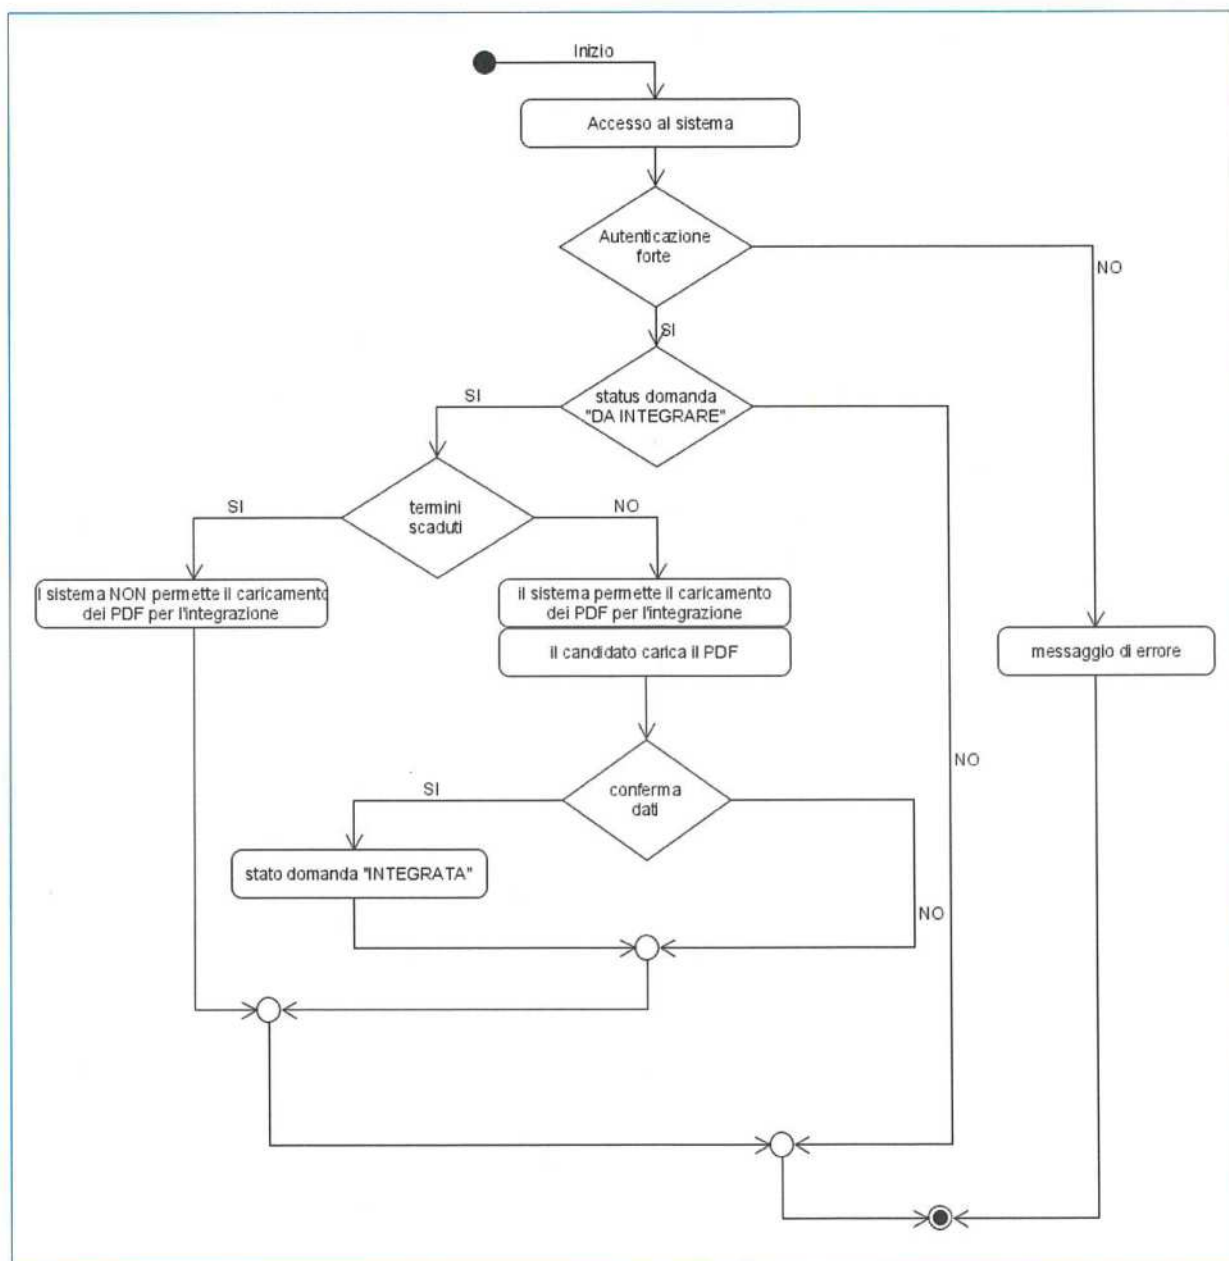 Inizio
Accesso al sistema
Autenticazione
forte
NO
SI
status domanda
"DA INTEGRARE"
SI
termini
scaduti
SI
NO
l sistema NON permette il caricamento
dei PDF per l'integrazione
il sistema permette il caricamento
dei PDF per l'integrazione
il candidato carica il PDF
messaggio di errore
NO
conferma
dati
SI
stato domanda "INTEGRATA"
NO